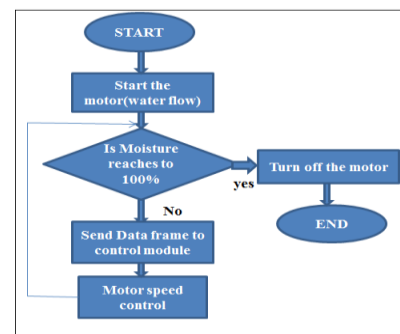 START
Start the
motor(water flow)
Is Moisture
reaches to
100%
yes
Turn off the motor
END
No
Send Data frame to
control module
Motor speed
control